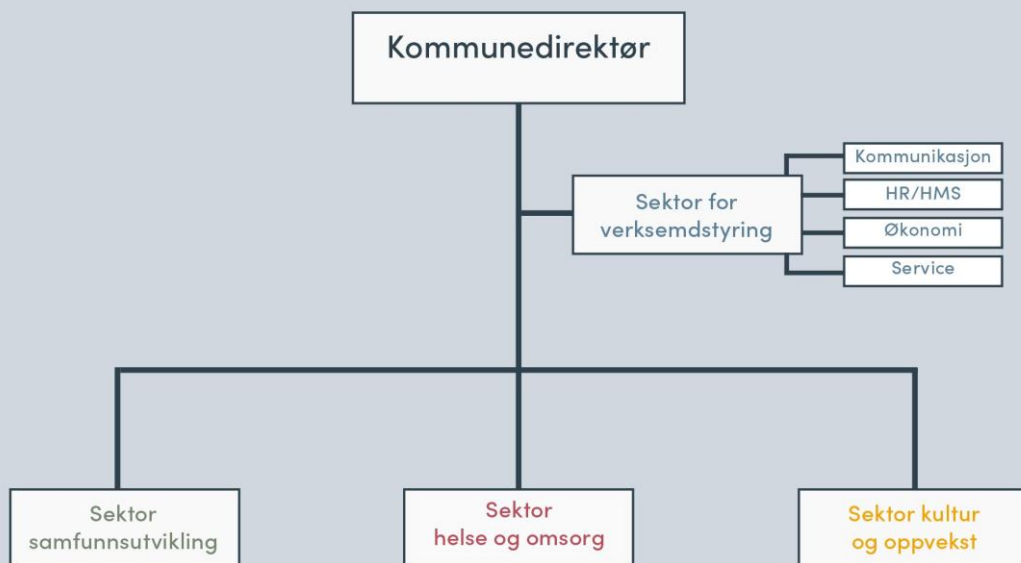 Kommunedirektør
Sektor for
verksemdstyring
Kommunikasjon
HR/HMS
Økonomi
Service
Sektor
samfunnsutvikling
Sektor
helse og omsorg
Sektor kultur
og oppvekst